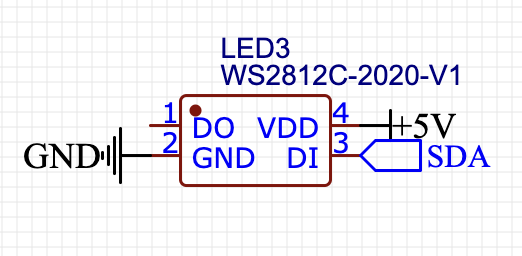 LED3
WS2812C-2020-V1
1 DO VDD 4 +5V
GND 2 GND DI 3 SDA